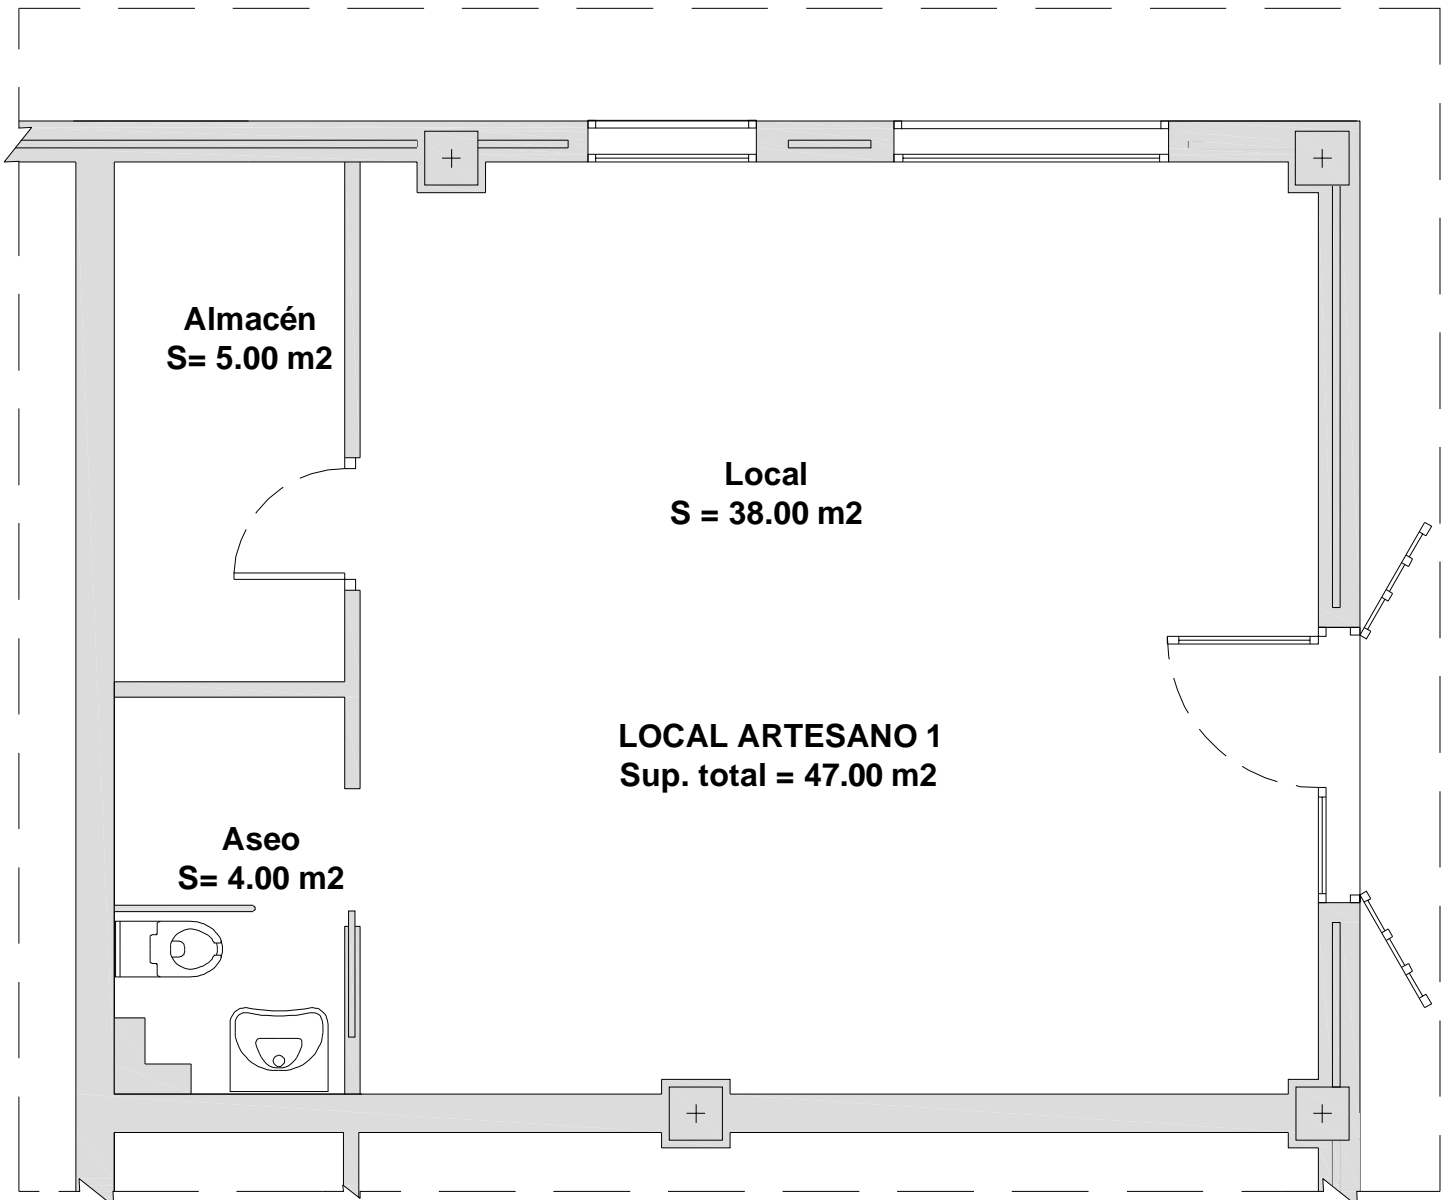 Almacén
S= 5.00 m2
Local
S = 38.00 m2
LOCAL ARTESANO 1
Sup. total = 47.00 m2
Aseo
S= 4.00 m2